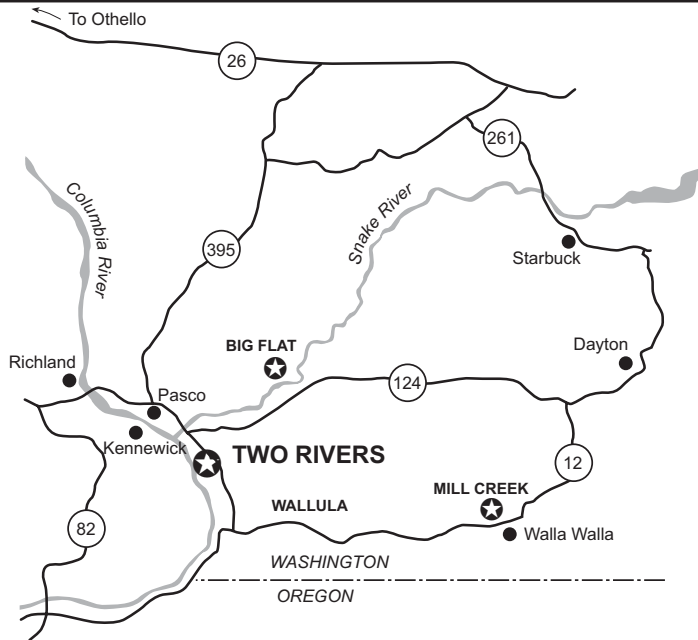 To Othello
26
261
Columbia River
Snake River
395
Starbuck
BIG FLAT
Dayton
Richland
124
Pasco
Kennewick
TWO RIVERS
12
MILL CREEK
WALLULA
82
Walla Walla
WASHINGTON
OREGON